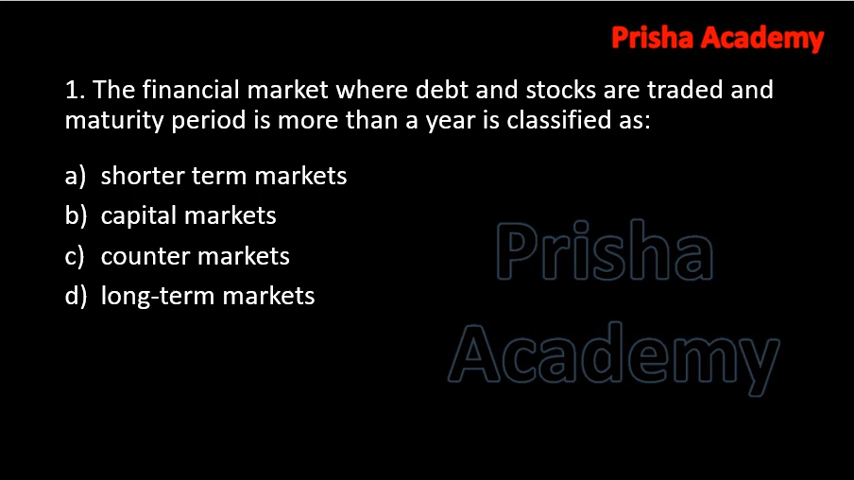 Prisha Academy
1. The financial market where debt and stocks are traded and
maturity period is more than a year is classified as:
a) shorter term markets
b) capital markets
c) counter markets
d) long-term markets
Prisha
Academy